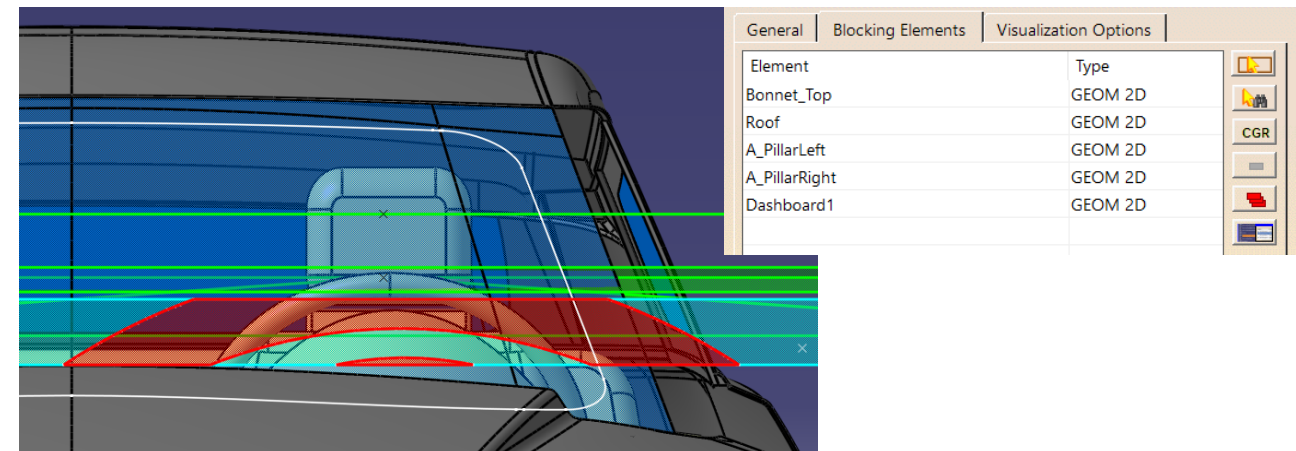 General Blocking Elements Visualization Options
Element Type
Bonnet_Top GEOM 2D
Roof GEOM 2D
A_PillarLeft GEOM 2D
CGR
A_PillarRight GEOM 2D
Dashboard1 GEOM 2D